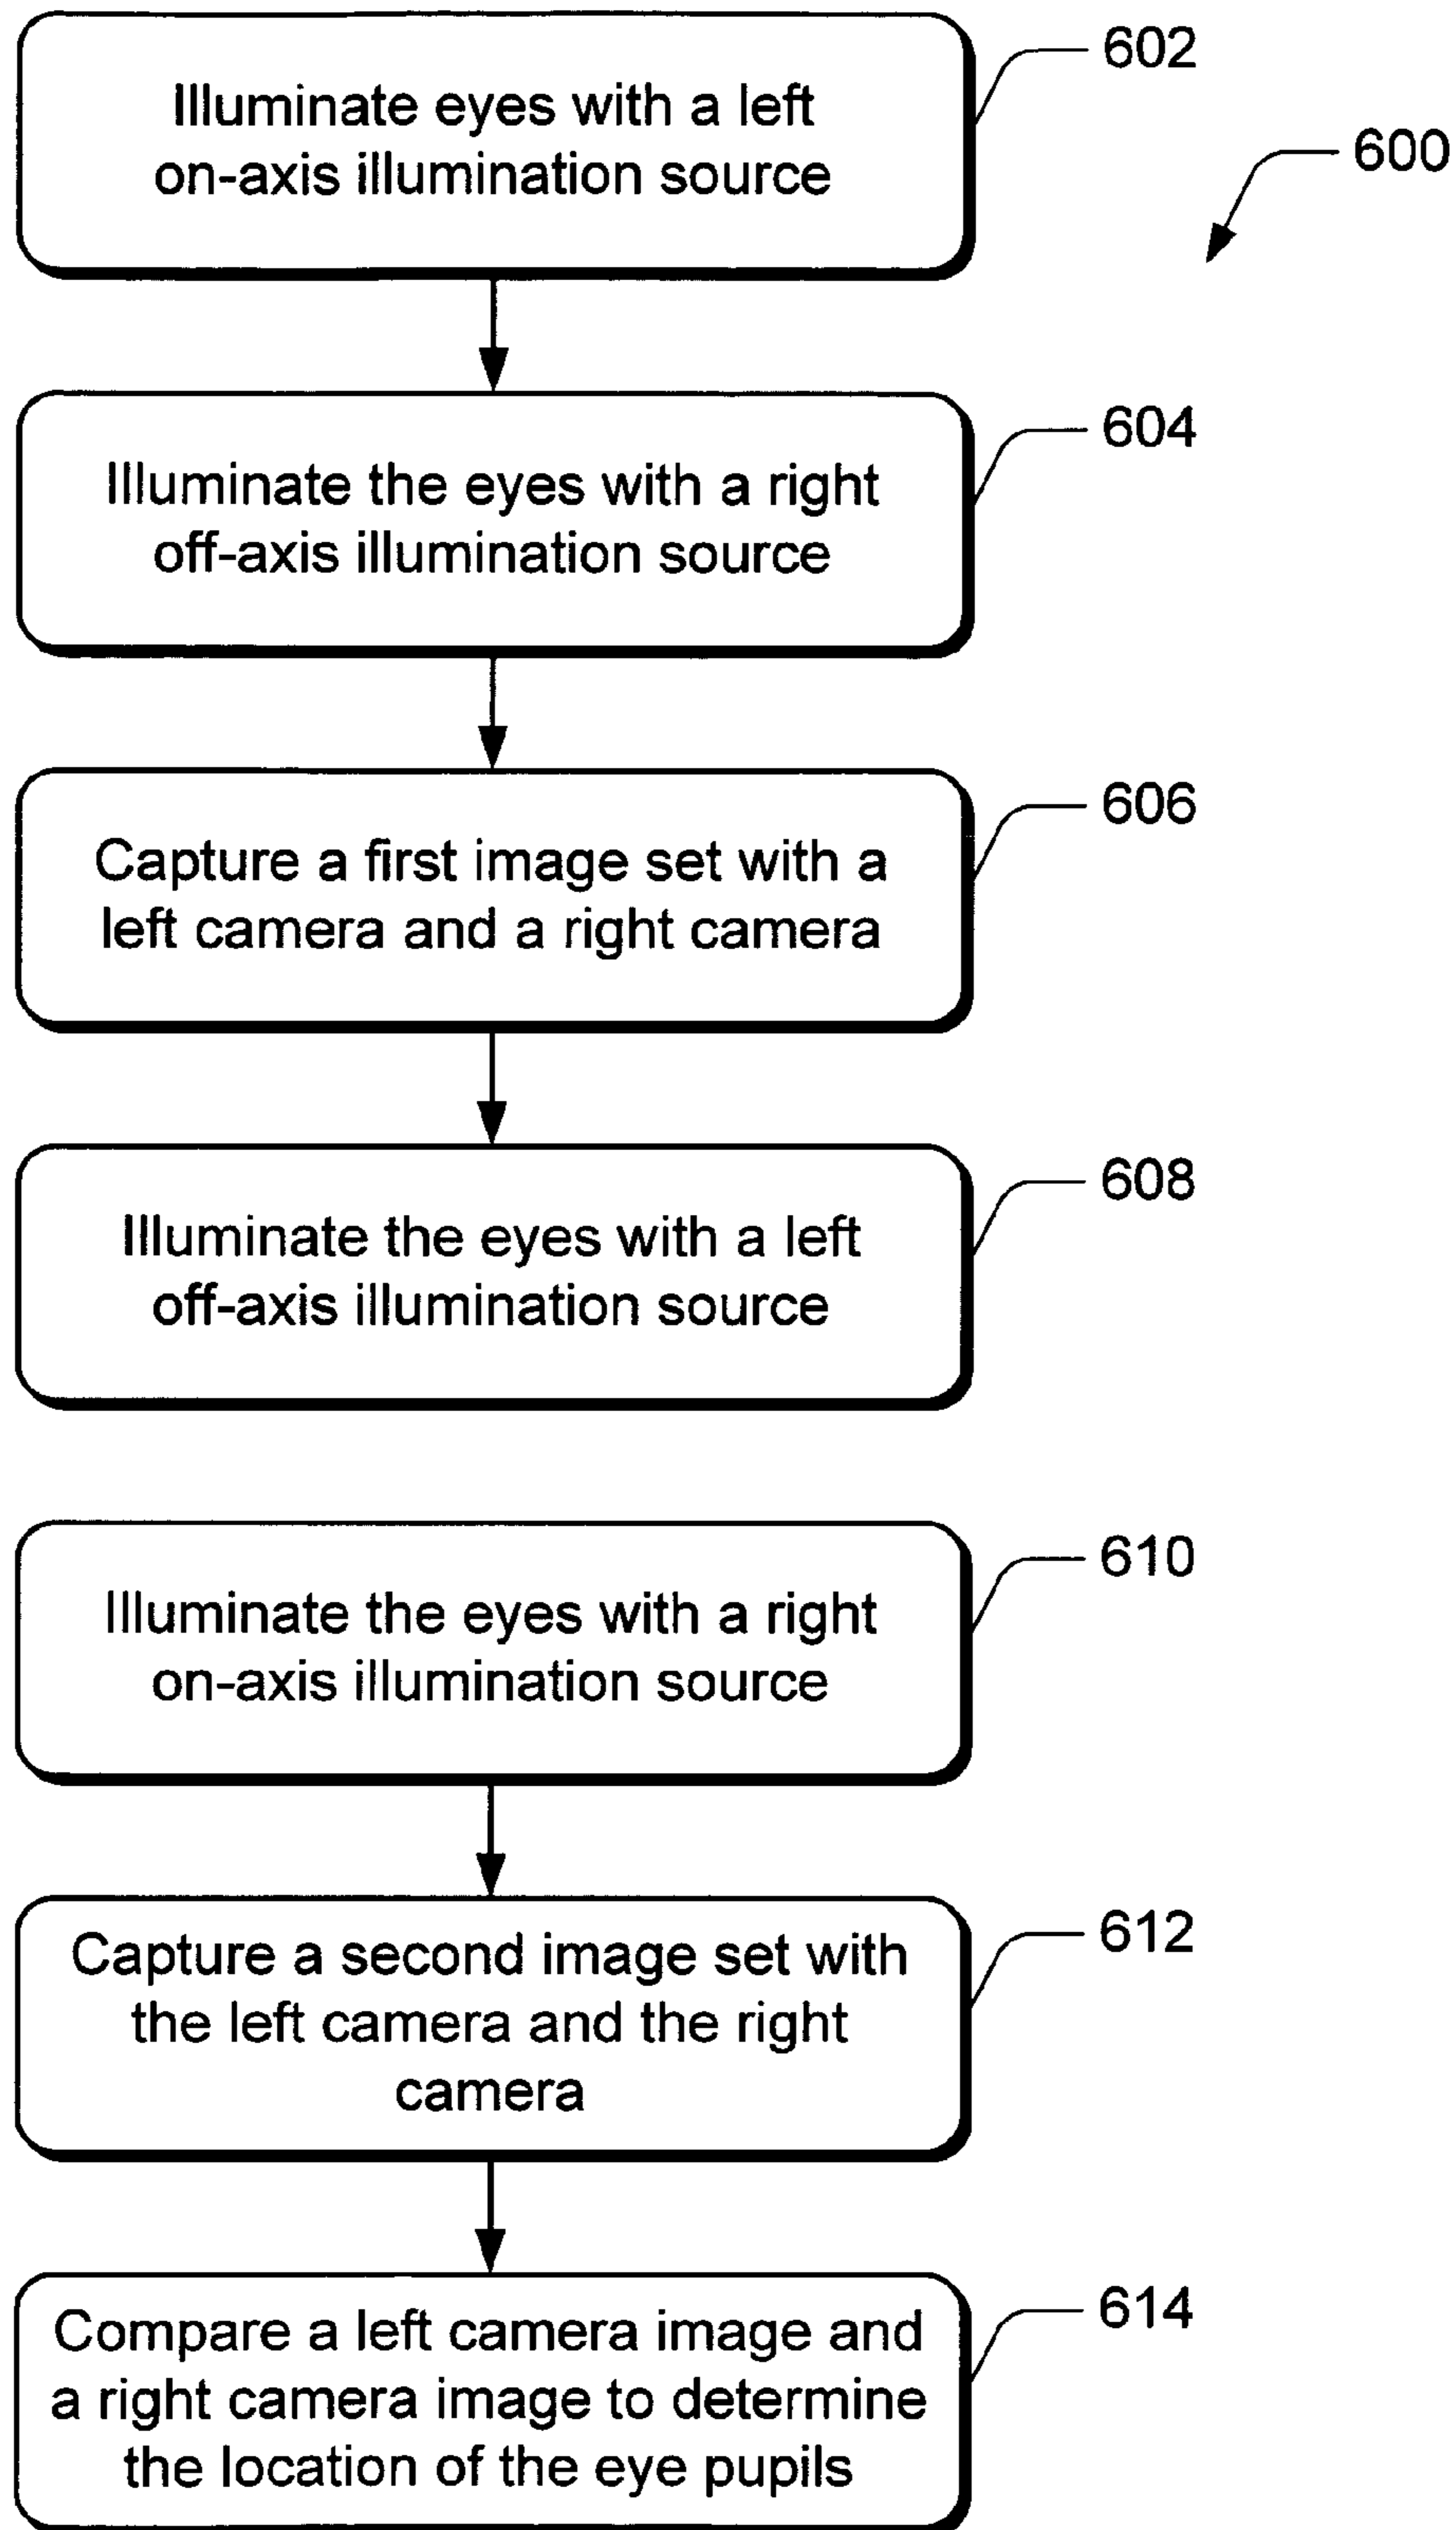 Illuminate eyes with a left
on-axis illumination source
602
600
Illuminate the eyes with a right
off-axis illumination source
604
Capture a first image set with a
left camera and a right camera
606
Illuminate the eyes with a left
off-axis illumination source
608
Illuminate the eyes with a right
on-axis illumination source
610
Capture a second image set with
the left camera and the right
camera
612
Compare a left camera image and
a right camera image to determine
the location of the eye pupils
614